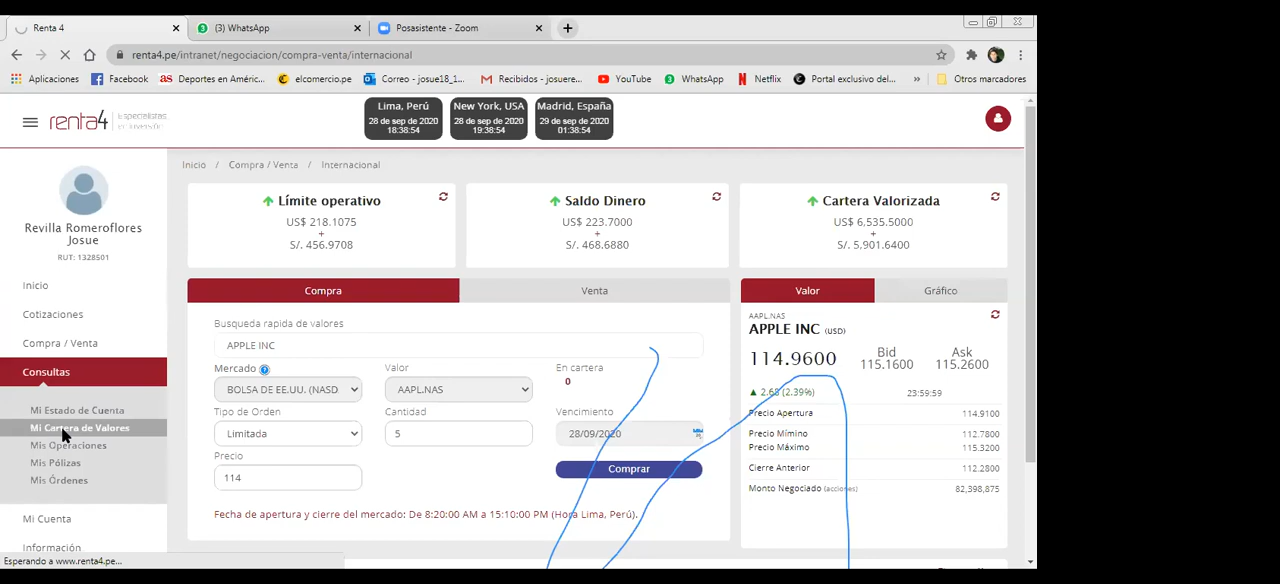 Renta 4
(3) WhatsApp
Posasistente - Zoom
renta4.pe/intranet/negociacion/compra-venta/internacional
Aplicaciones
Facebook
as Deportes en Améric...
elcomercio.pe
Correo - josue18_1...
Recibidos - josuere...
YouTube
WhatsApp
Netflix
Portal exclusivo del...
»
Otros marcadores
renta4
Especialistas en inversión
Lima, Perú
28 de sep de 2020
18:38:54
New York, USA
28 de sep de 2020
19:38:54
Madrid, España
29 de sep de 2020
01:38:54
Revilla Romeroflores
Josue
RUT: 1328501
Inicio
Cotizaciones
Compra / Venta
Consultas
Mi Estado de Cuenta
Mi Cartera de Valores
Mis Operaciones
Mis Pólizas
Mis Órdenes
Mi Cuenta
Información
Esperando a www.renta4.pe...
Inicio / Compra / Venta / Internacional
Límite operativo
US$ 218.1075
+
S/. 456.9708
Saldo Dinero
US$ 223.7000
+
S/. 468.6880
Cartera Valorizada
US$ 6,535.5000
+
S/. 5,901.6400
Compra
Venta
Busqueda rapida de valores
APPLE INC
Mercado
Valor
En cartera
BOLSA DE EE.UU. (NASD
AAPL.NAS
0
Tipo de Orden
Cantidad
Vencimiento
Limitada
5
28/09/2020
Precio
114
Comprar
Fecha de apertura y cierre del mercado: De 8:20:00 AM a 15:10:00 PM (Hora Lima, Perú).
Valor
Gráfico
AAPL.NAS
APPLE INC (USD)
114.9600
Bid
115.1600
Ask
115.2600
▲ 2.68 (2.39%)
23:59:59
Precio Apertura 114.9100
Precio Mímino 112.7800
Precio Máximo 115.3200
Cierre Anterior 112.2800
Monto Negociado (acciones) 82,398,875